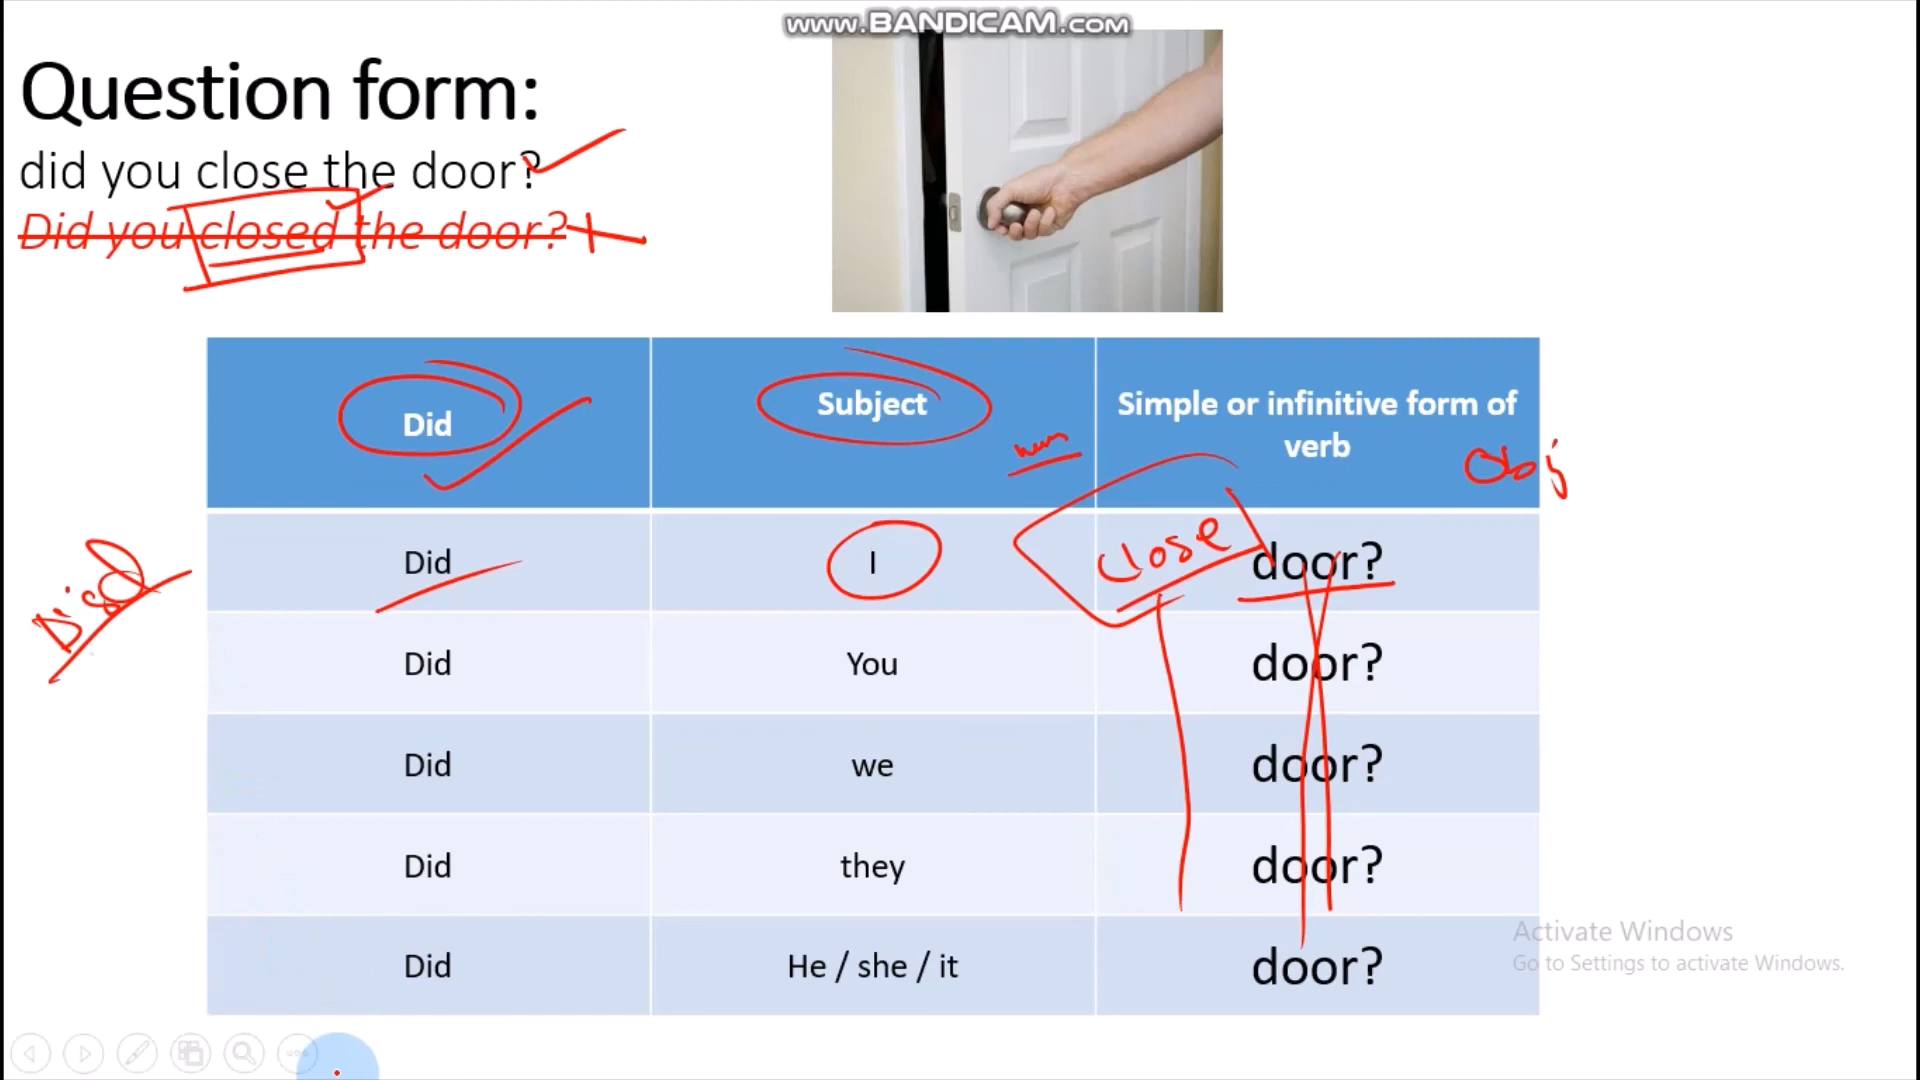 www.BANDICAM.com
Question form:
did you close the door?
Did you closed the door?
Did
Subject
Simple or infinitive form of
verb
Obj
Did
I
close
door?
Did
You
door?
Did
we
door?
Did
they
door?
Did
He / she / it
door?
Activate Windows
Go to Settings to activate Windows.